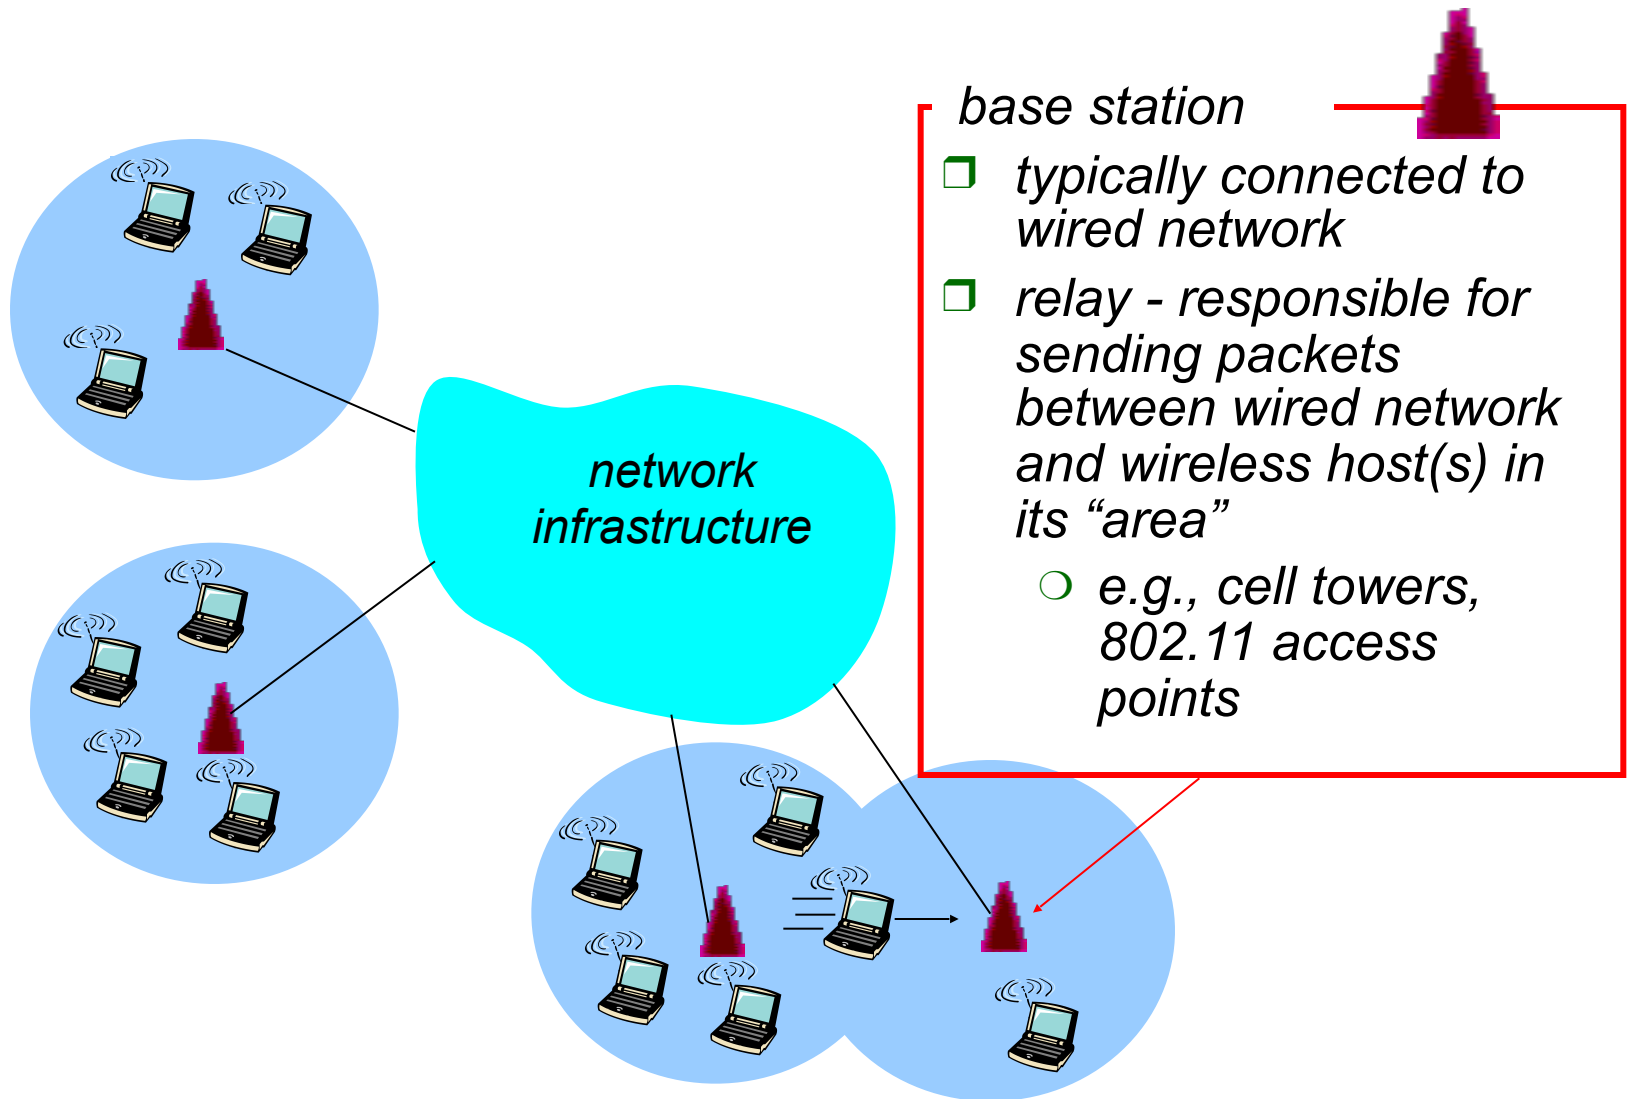 base station
typically connected to
wired network
relay - responsible for
sending packets
between wired network
and wireless host(s) in
its “area”
e.g., cell towers,
802.11 access
points
network
infrastructure